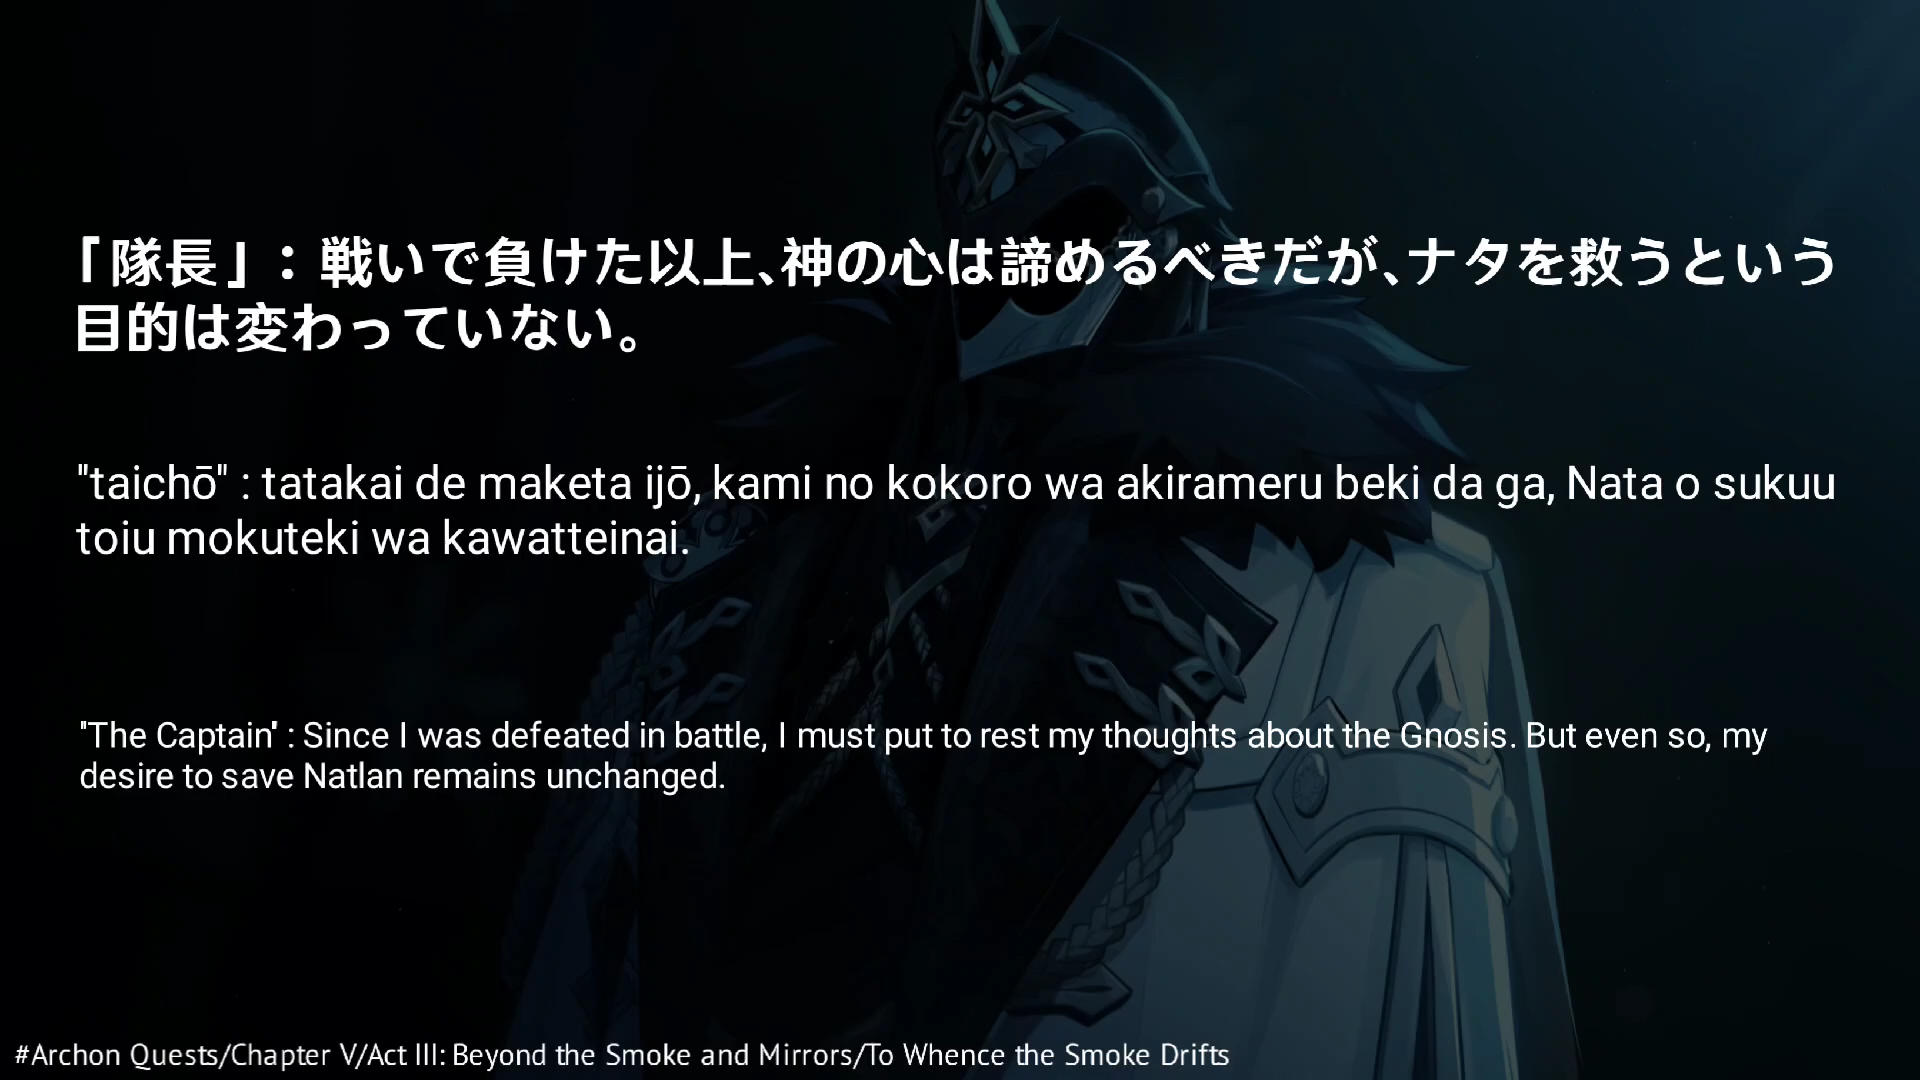 「隊長」：戦いで負けた以上、神の心は諦めるべきだが、ナタを救うという
目的は変わっていない。
"taichō" : tatakai de maketa ijō, kami no kokoro wa akirameru beki da ga, Nata o sukuu
toiu mokuteki wa kawatteinai.
"The Captain" : Since I was defeated in battle, I must put to rest my thoughts about the Gnosis. But even so, my
desire to save Natlan remains unchanged.
#Archon Quests/Chapter V/Act III: Beyond the Smoke and Mirrors/To Whence the Smoke Drifts